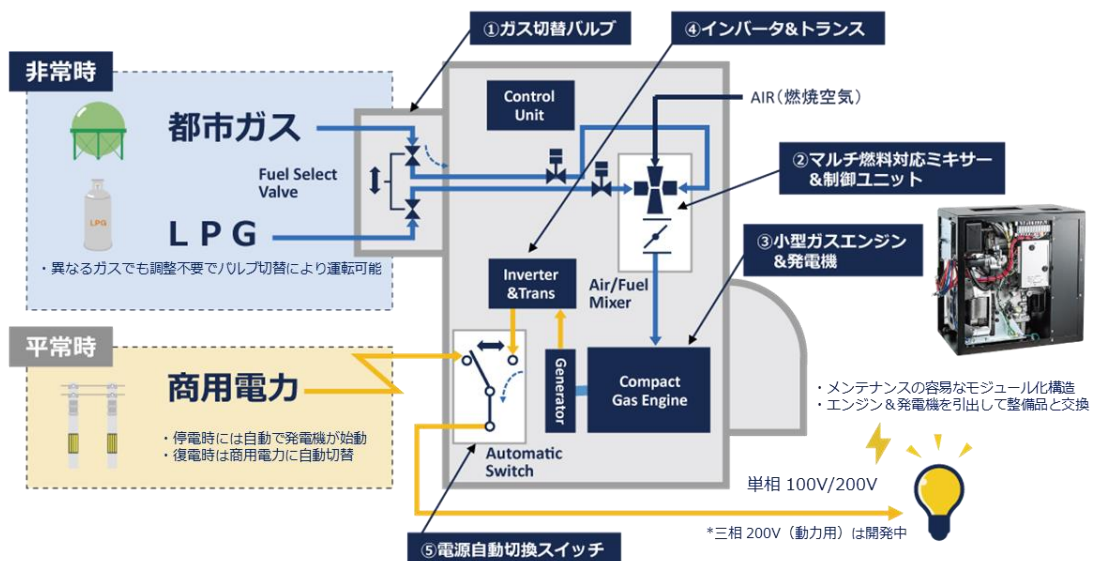 ①ガス切替バルブ
④インバータ&トランス
非常時
都市ガス
Fuel Select
Valve
LPG
ＬＰＧ
・異なるガスでも調整不要でバルブ切替により運転可能
Control
Unit
AIR（燃焼空気）
②マルチ燃料対応ミキサー
&制御ユニット
③小型ガスエンジン
&発電機
Inverter
&Trans
Air/Fuel
Mixer
平常時
商用電力
・停電時には自動で発電機が始動
・復電時は商用電力に自動切替
Generator
Compact
Gas Engine
Automatic
Switch
・メンテナンスの容易なモジュール化構造
・エンジン＆発電機を引出して整備品と交換
単相 100V/200V
*三相 200V（動力用）は開発中
⑤電源自動切換スイッチ